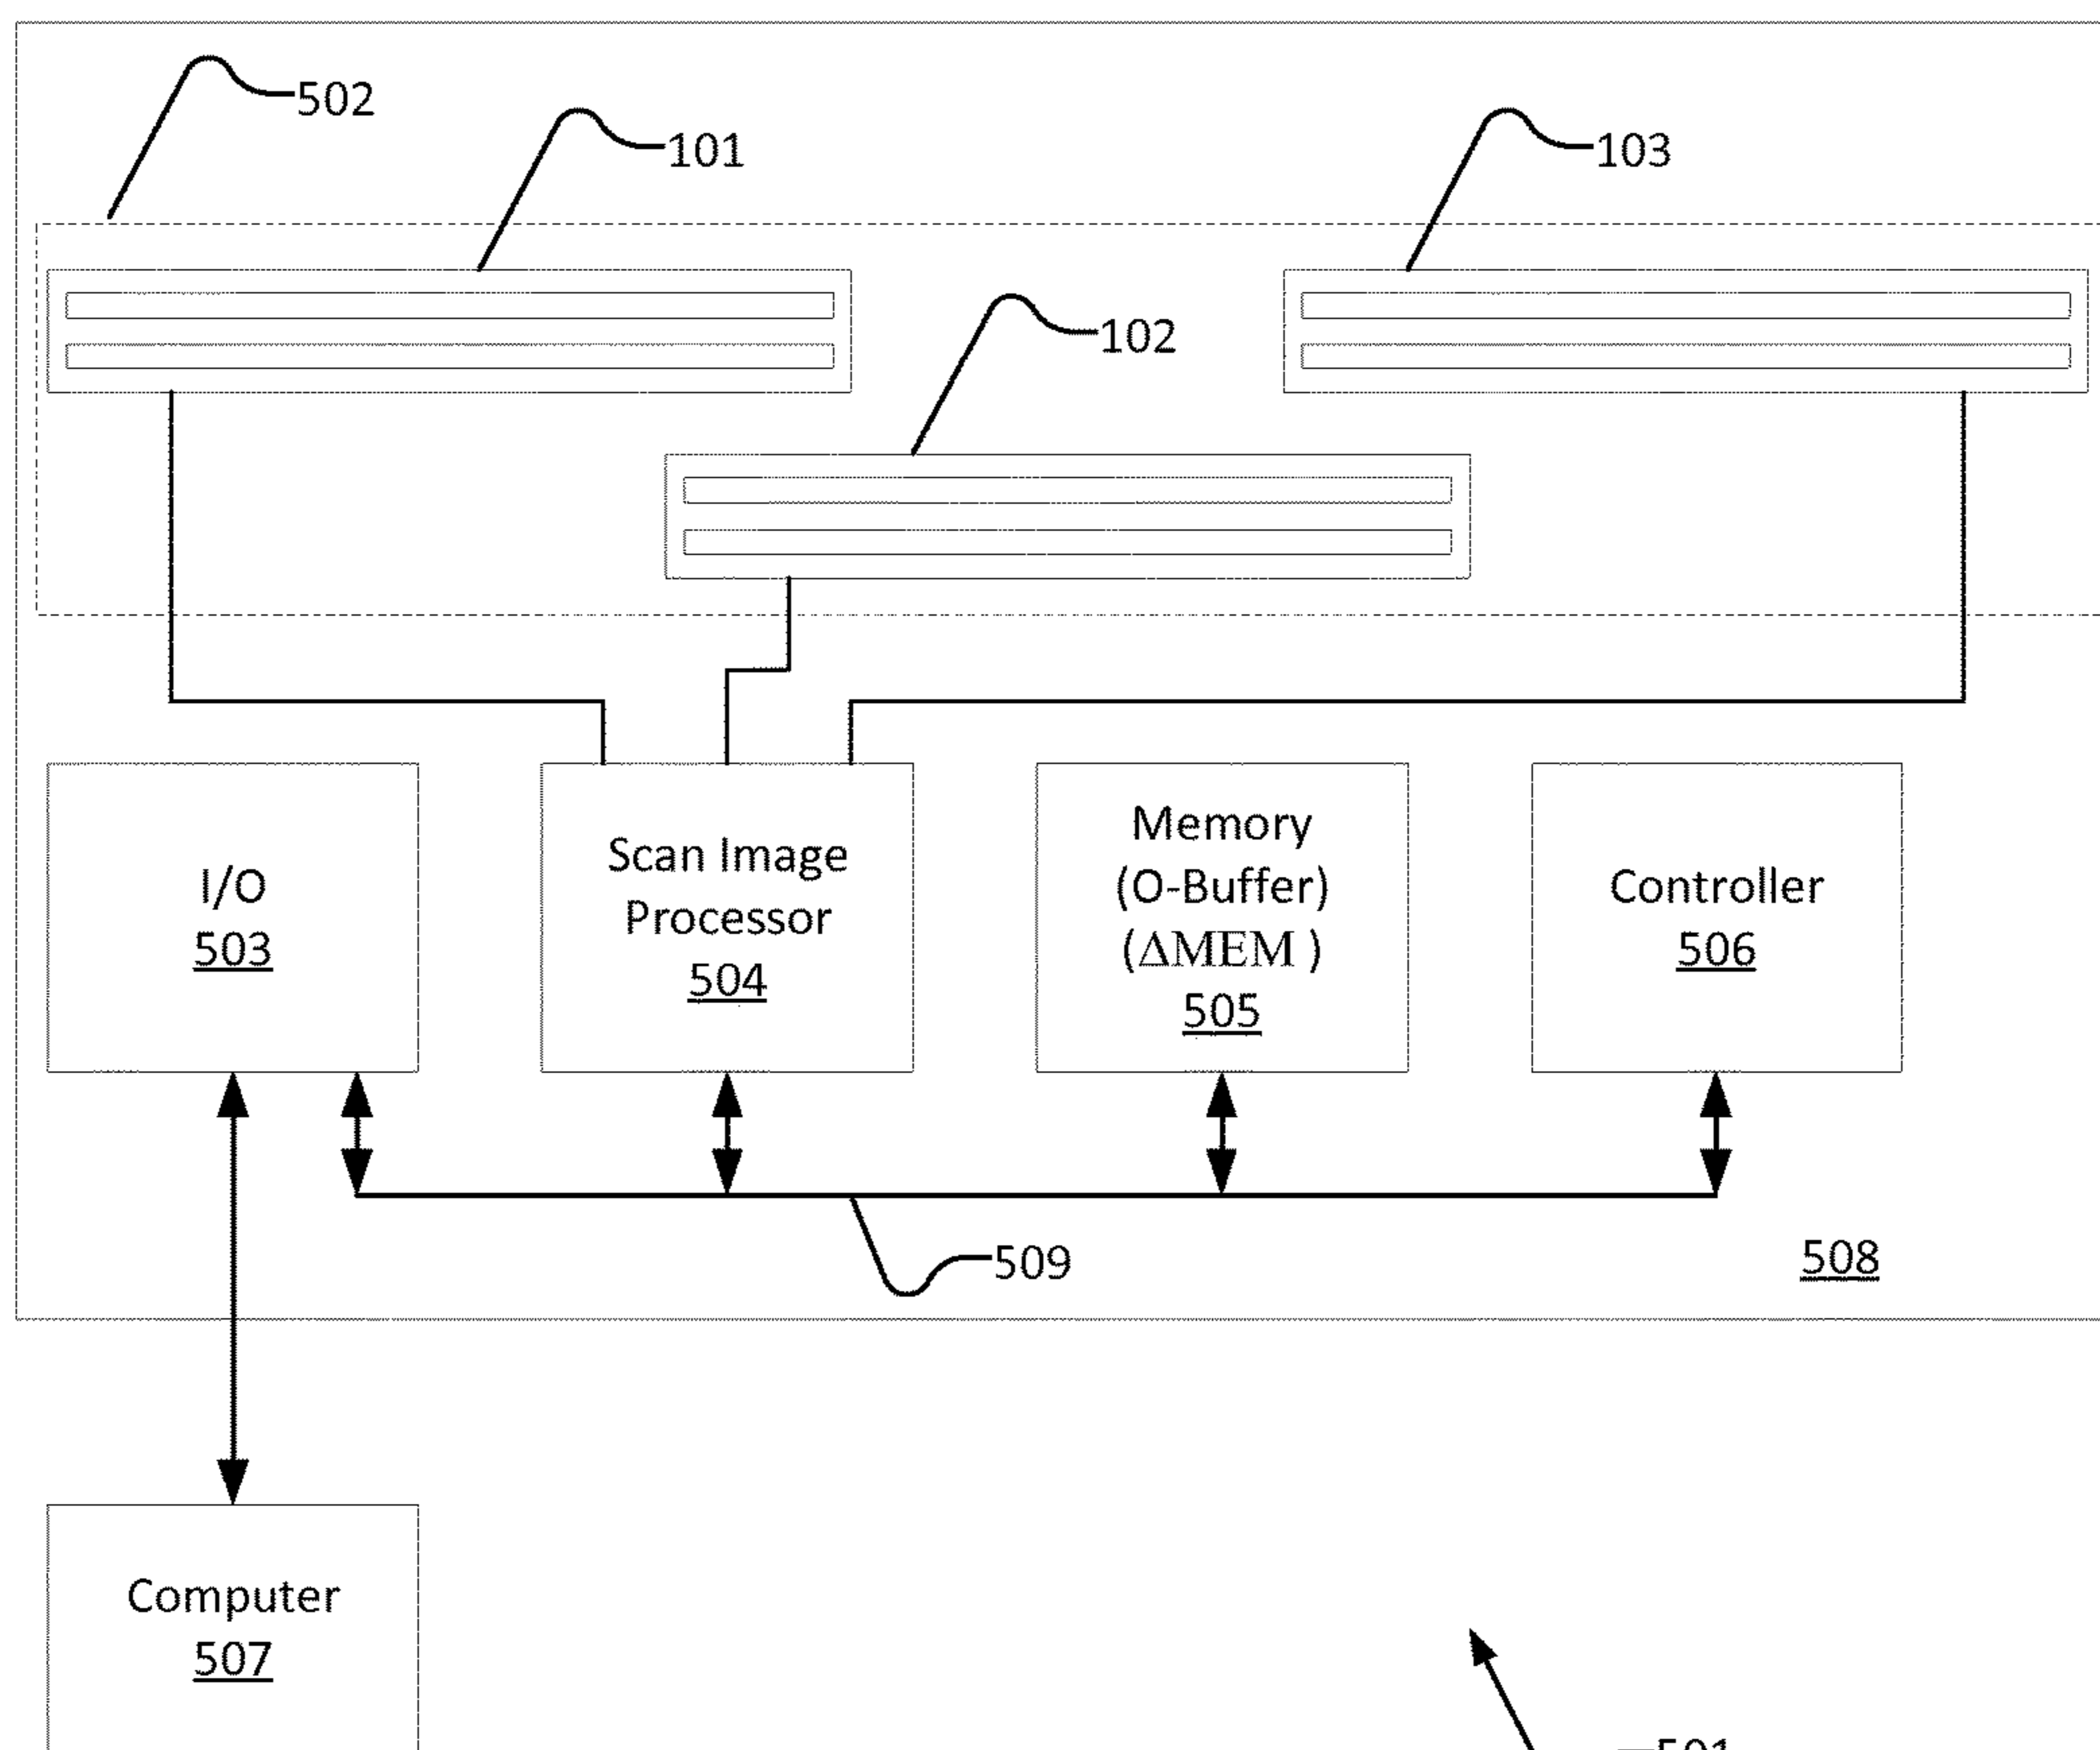 502
101
103
102
I/O
503
Scan Image
Processor
504
Memory
(O-Buffer)
(ΔMEM )
505
Controller
506
509
508
Computer
507